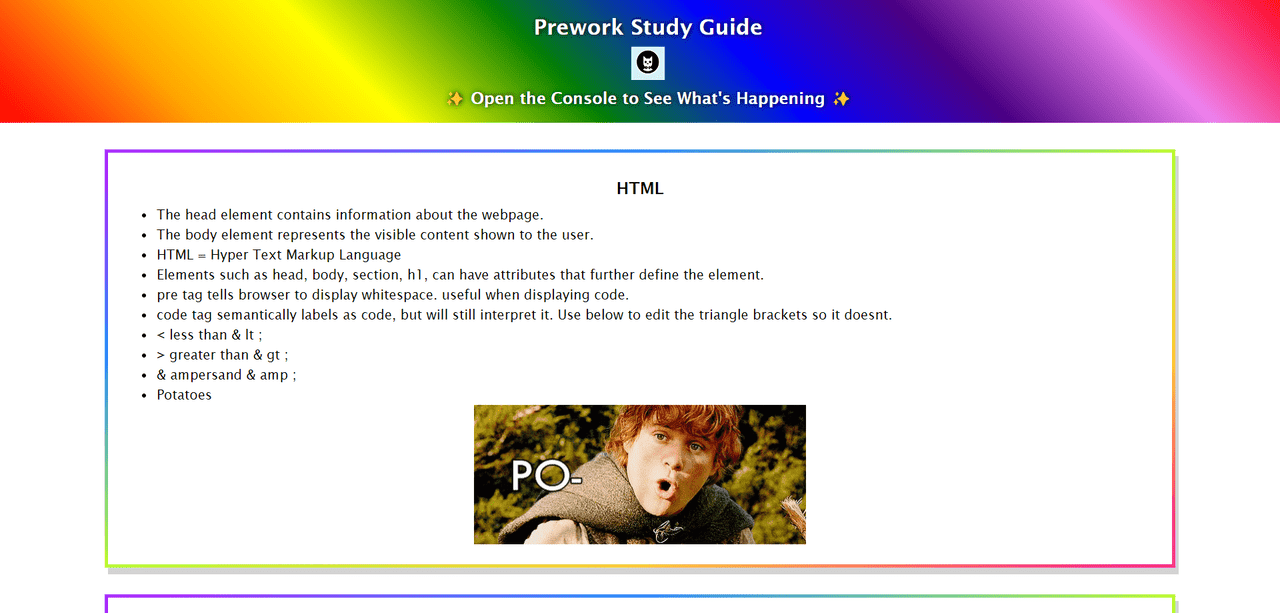 Prework Study Guide
✨ Open the Console to See What's Happening ✨
HTML
• The head element contains information about the webpage.
• The body element represents the visible content shown to the user.
• HTML = Hyper Text Markup Language
• Elements such as head, body, section, h1, can have attributes that further define the element.
• pre tag tells browser to display whitespace. useful when displaying code.
• code tag semantically labels as code, but will still interpret it. Use below to edit the triangle brackets so it doesnt.
• < less than & lt ;
• > greater than & gt ;
• & ampersand & amp ;
• Potatoes
PO-